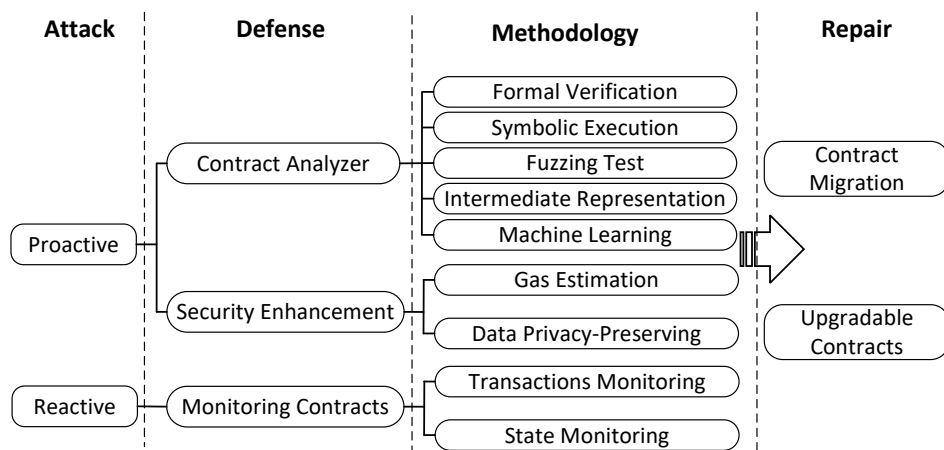 Attack
Defense
Methodology
Repair
Formal Verification
Symbolic Execution
Contract Analyzer
Fuzzing Test
Contract
Migration
Intermediate Representation
Proactive
Machine Learning
Gas Estimation
Security Enhancement
Data Privacy-Preserving
Upgradable
Contracts
Transactions Monitoring
Reactive
Monitoring Contracts
State Monitoring